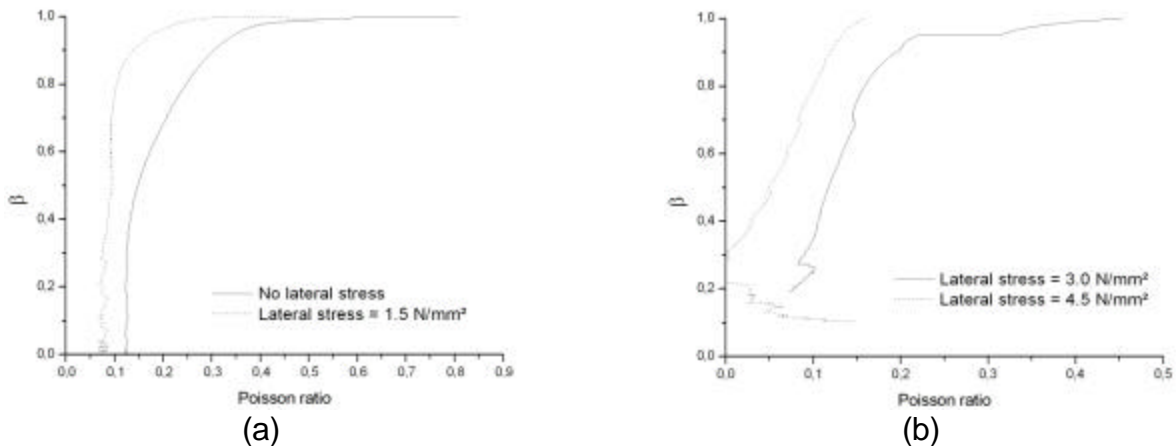 1,0
0,8
0,6
0,4
0,2
0,0
β
No lateral stress
Lateral stress = 1.5 N/mm²
0,0 0,1 0,2 0,3 0,4 0,5 0,6 0,7 0,8 0,9
Poisson ratio
(a)
1,0
0,8
0,6
0,4
0,2
0,0
β
Lateral stress = 3.0 N/mm²
Lateral stress = 4.5 N/mm²
0,0 0,1 0,2 0,3 0,4 0,5
Poisson ratio
(b)